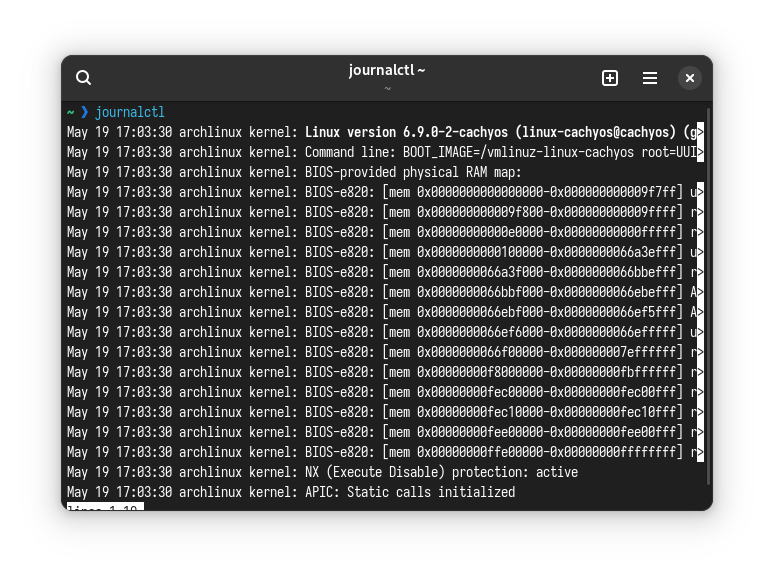 journalctl ~
~
~ ❯ journalctl
May 19 17:03:30 archlinux kernel: Linux version 6.9.0-2-cachyos (linux-cachyos@cachyos) (g>
May 19 17:03:30 archlinux kernel: Command line: BOOT_IMAGE=/vmlinuz-linux-cachyos root=UUI>
May 19 17:03:30 archlinux kernel: BIOS-provided physical RAM map:
May 19 17:03:30 archlinux kernel: BIOS-e820: [mem 0x0000000000000000-0x000000000009f7ff] u>
May 19 17:03:30 archlinux kernel: BIOS-e820: [mem 0x000000000009f800-0x000000000009ffff] r>
May 19 17:03:30 archlinux kernel: BIOS-e820: [mem 0x00000000000e0000-0x00000000000fffff] r>
May 19 17:03:30 archlinux kernel: BIOS-e820: [mem 0x0000000000100000-0x0000000066a3efff] u>
May 19 17:03:30 archlinux kernel: BIOS-e820: [mem 0x0000000066a3f000-0x0000000066bbefff] r>
May 19 17:03:30 archlinux kernel: BIOS-e820: [mem 0x0000000066bbf000-0x0000000066ebefff] A>
May 19 17:03:30 archlinux kernel: BIOS-e820: [mem 0x0000000066ebf000-0x0000000066ef5fff] A>
May 19 17:03:30 archlinux kernel: BIOS-e820: [mem 0x0000000066ef6000-0x0000000066efffff] u>
May 19 17:03:30 archlinux kernel: BIOS-e820: [mem 0x0000000066f00000-0x000000007effffff] r>
May 19 17:03:30 archlinux kernel: BIOS-e820: [mem 0x00000000f8000000-0x00000000fbffffff] r>
May 19 17:03:30 archlinux kernel: BIOS-e820: [mem 0x00000000fec00000-0x00000000fec00fff] r>
May 19 17:03:30 archlinux kernel: BIOS-e820: [mem 0x00000000fec10000-0x00000000fec10fff] r>
May 19 17:03:30 archlinux kernel: BIOS-e820: [mem 0x00000000fee00000-0x00000000fee00fff] r>
May 19 17:03:30 archlinux kernel: BIOS-e820: [mem 0x00000000ffe00000-0x00000000ffffffff] r>
May 19 17:03:30 archlinux kernel: NX (Execute Disable) protection: active
May 19 17:03:30 archlinux kernel: APIC: Static calls initialized
lines 1-19